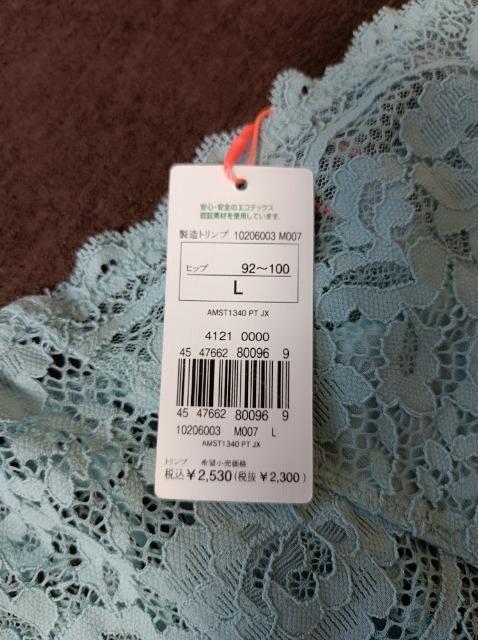 安心・安全のエコテックス
認証素材を使用しています。
製造トリンプ 10206003 M007
ヒップ 92～100
L
AMST1340 PT JX
4121 0000
45 47662 80096 9
45 47662 80096 9
10206003 M007 L
AMST1340 PT JX
トリンプ 希望小売価格
税込￥2,530(税抜 ￥2,300)